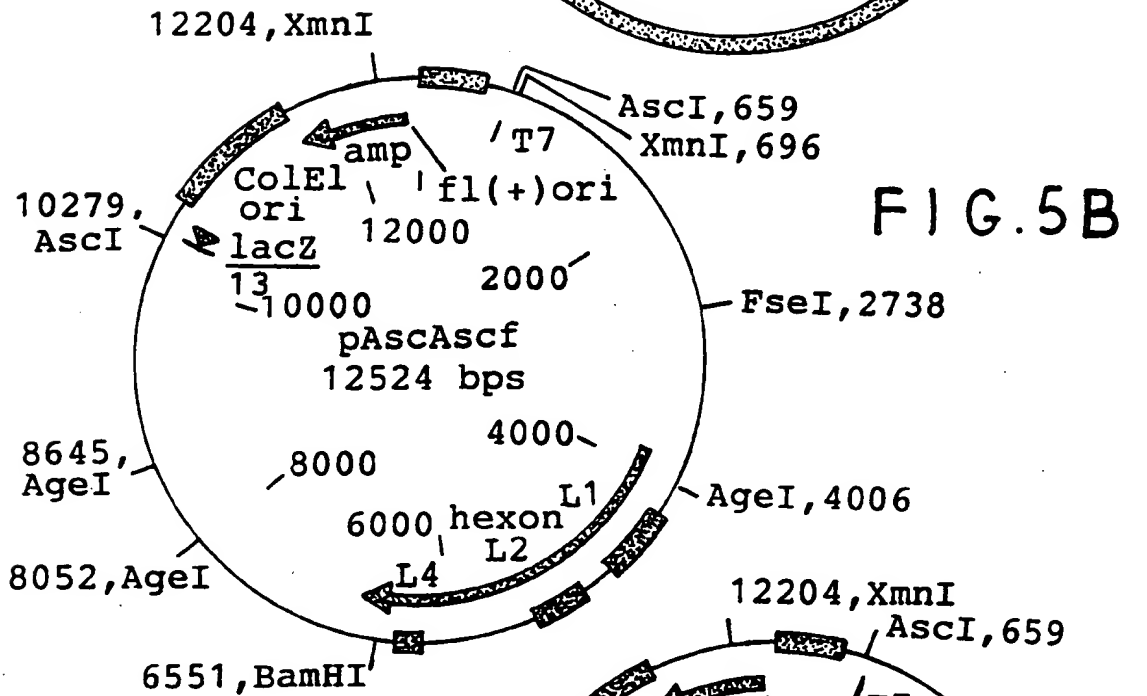 12204,XmnI
AscI,659
XmnI,696
T7
amp
ColEl
ori
fl(+)ori
12000
10279,
AscI
lacZ
13
10000
2000
FIG.5B
FseI,2738
pAscAscf
12524 bps
4000
8645,
AgeI
8000
L1
AgeI,4006
6000
hexon
L2
L4
8052,AgeI
6551,BamHI
12204,XmnI
AscI,659